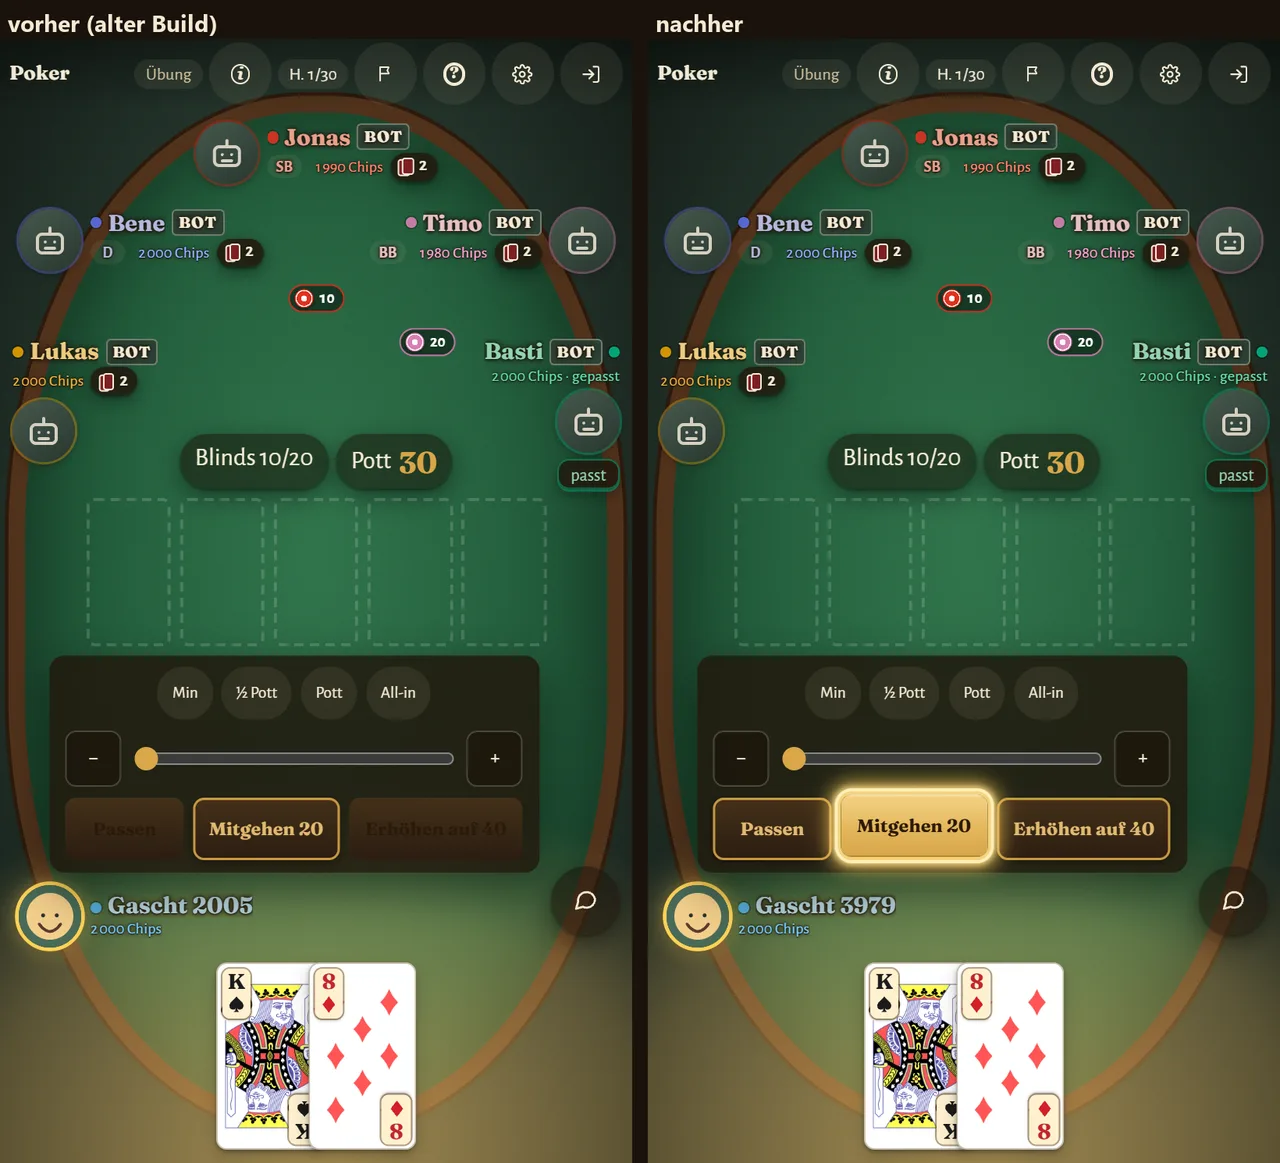 vorher (alter Build)
Poker
Übung
H. 1/30
Jonas BOT
SB 1990 Chips 2
Bene BOT
D 2000 Chips 2
Timo BOT
BB 1980 Chips 2
10
20
Lukas BOT
2000 Chips 2
Basti BOT
2000 Chips · gepasst
Blinds 10/20
Pott 30
passt
Min
½ Pott
Pott
All-in
−
+
Passen
Mitgehen 20
Erhöhen auf 40
Gascht 2005
2000 Chips
K
8
K
8
nachher
Poker
Übung
H. 1/30
Jonas BOT
SB 1990 Chips 2
Bene BOT
D 2000 Chips 2
Timo BOT
BB 1980 Chips 2
10
20
Lukas BOT
2000 Chips 2
Basti BOT
2000 Chips · gepasst
Blinds 10/20
Pott 30
passt
Min
½ Pott
Pott
All-in
−
+
Passen
Mitgehen 20
Erhöhen auf 40
Gascht 3979
2000 Chips
K
8
K
8